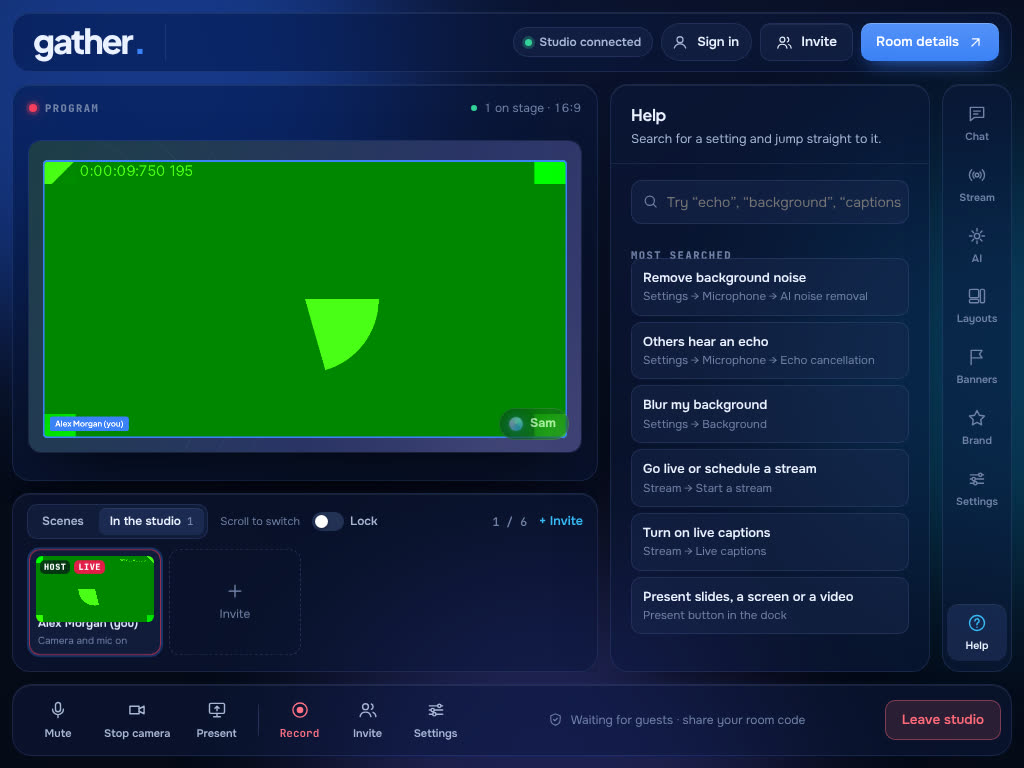 gather.
Studio connected
Sign in
Invite
Room details
PROGRAM
1 on stage · 16:9
0:00:09:750 195
Alex Morgan (you)
Sam
Scenes
In the studio 1
Scroll to switch
Lock
1 / 6
+ Invite
HOST
LIVE
Alex Morgan (you)
Camera and mic on
Invite
Help
Search for a setting and jump straight to it.
Try “echo”, “background”, “captions
MOST SEARCHED
Remove background noise
Settings → Microphone → AI noise removal
Others hear an echo
Settings → Microphone → Echo cancellation
Blur my background
Settings → Background
Go live or schedule a stream
Stream → Start a stream
Turn on live captions
Stream → Live captions
Present slides, a screen or a video
Present button in the dock
Chat
Stream
AI
Layouts
Banners
Brand
Settings
Help
Mute
Stop camera
Present
Record
Invite
Settings
Waiting for guests · share your room code
Leave studio